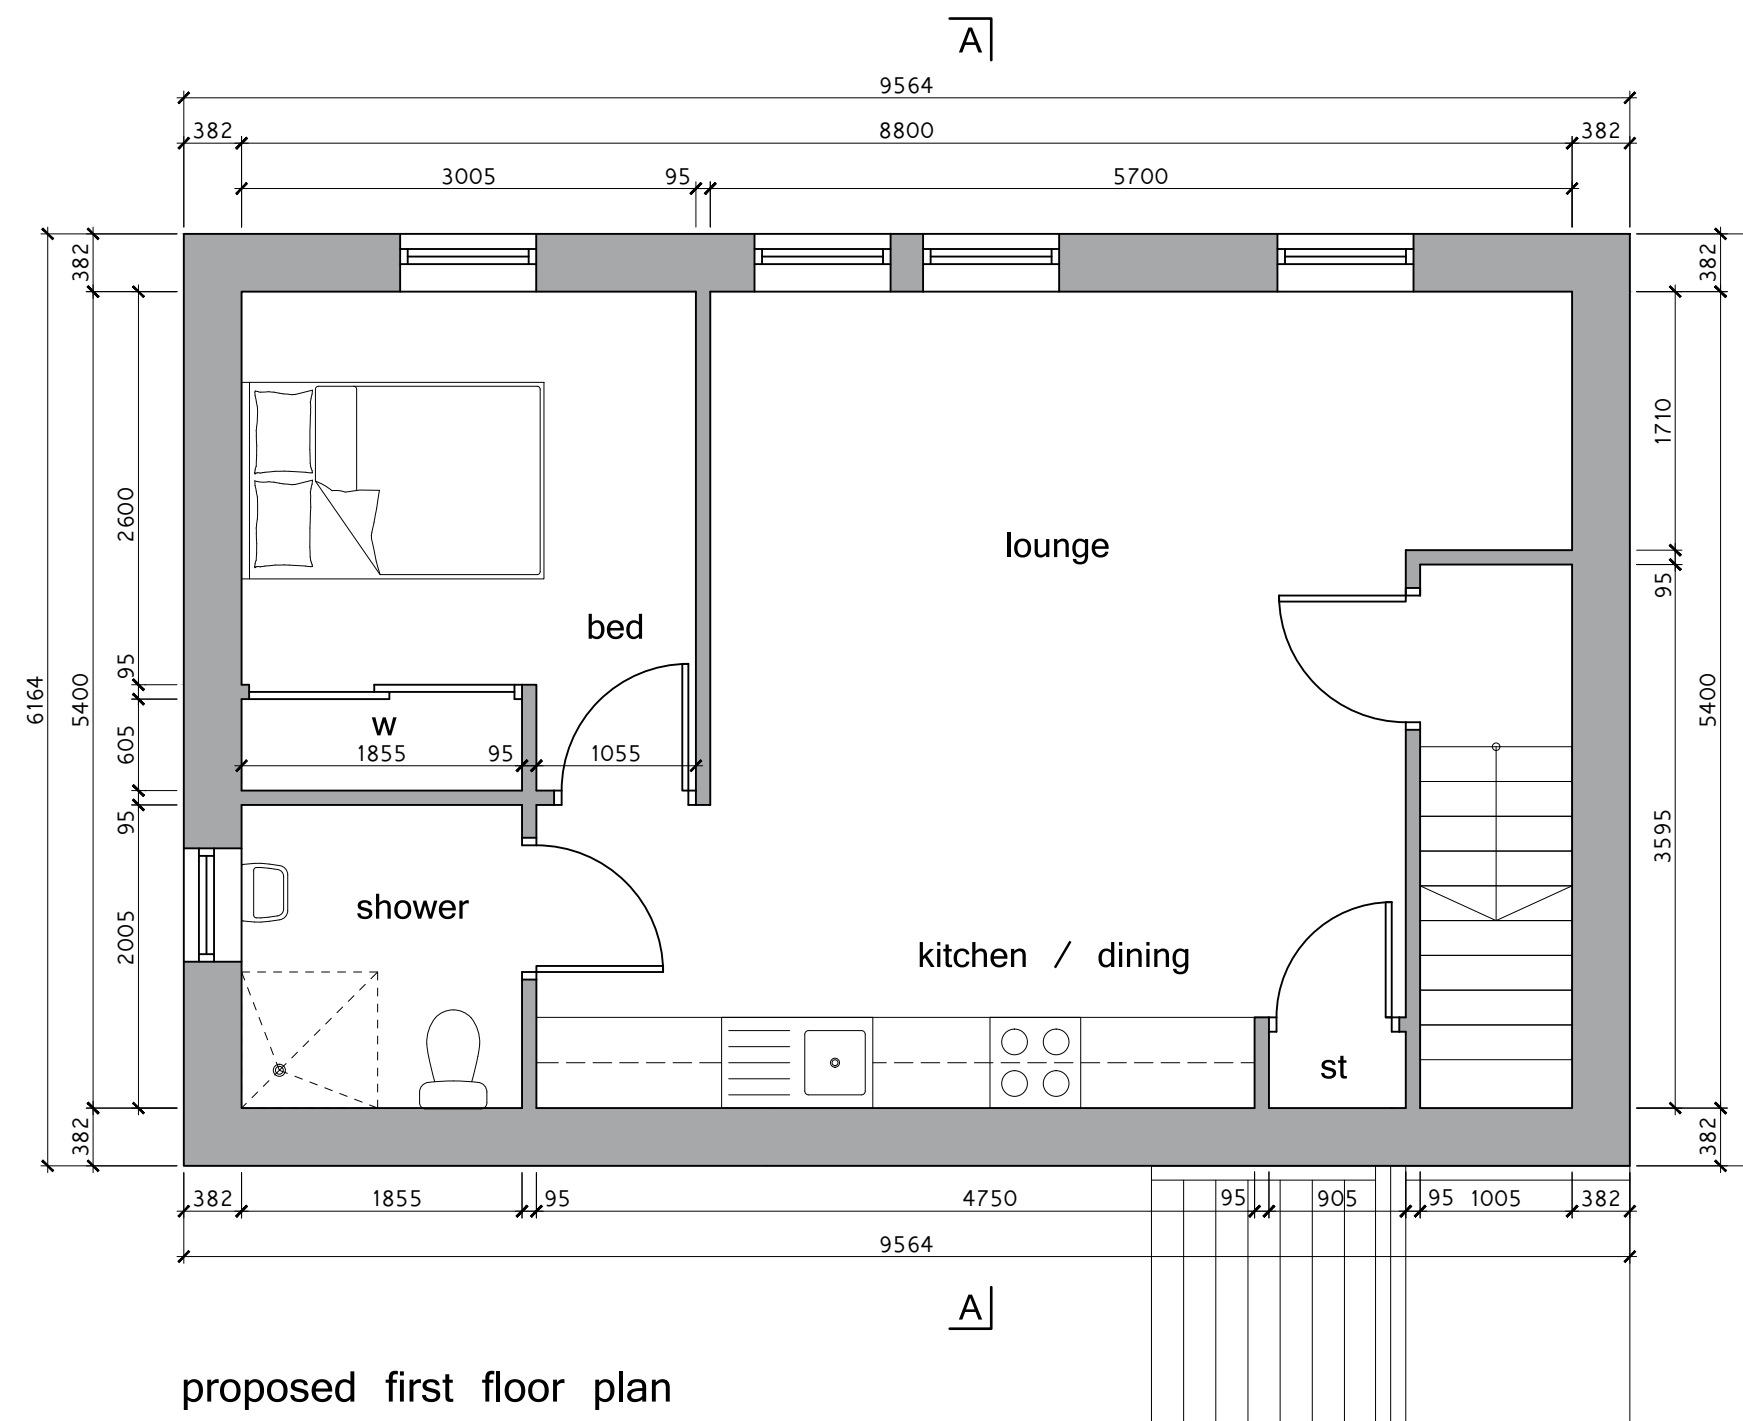 A
9564
382 8800 382
3005 95 5700
382 382
1710
2600
lounge
95
bed
95
6164 5400 5400
w
605 1855 95 1055
95 3595
shower
2005
kitchen / dining
st
382 382
382 1855 95 4750 95 905 95 1005 382
9564
A
proposed first floor plan